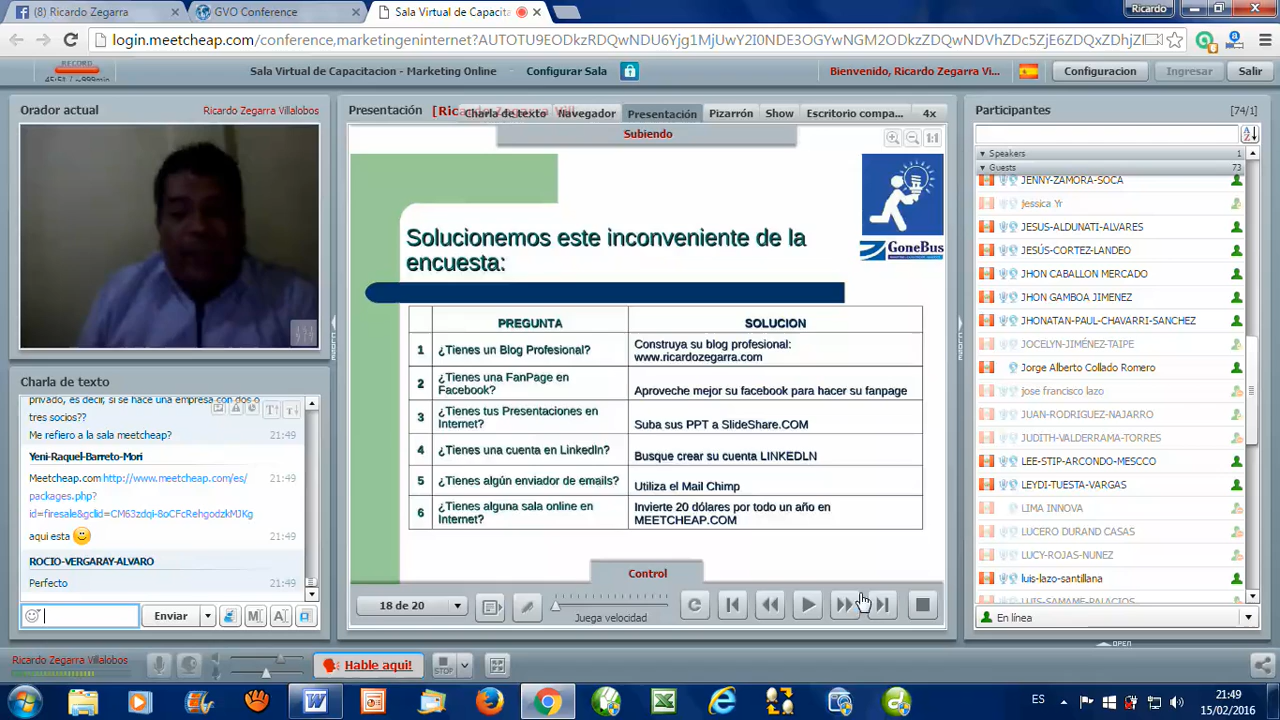 (8) Ricardo Zegarra
GVO Conference
Sala Virtual de Capacita
Ricardo
login.meetcheap.com/conference,marketingeninternet?
RECORD
Sala Virtual de Capacitacion - Marketing Online
Configurar Sala
Bienvenido, Ricardo Zegarra Vi...
Configuracion
Ingresar
Salir
Orador actual
Ricardo Zegarra Villalobos
Presentación
Charla de texto
Navegador
Presentación
Pizarrón
Show
Escritorio compa...
4x
Subiendo
1:1
Solucionemos este inconveniente de la
encuesta:
GoneBus
PREGUNTA
SOLUCION
1
¿Tienes un Blog Profesional?
Construya su blog profesional:
www.ricardozegarra.com
2
¿Tienes una FanPage en
Facebook?
Aproveche mejor su facebook para hacer su fanpage
3
¿Tienes tus Presentaciones en
Internet?
Suba sus PPT a SlideShare.COM
4
¿Tienes una cuenta en LinkedIn?
Busque crear su cuenta LINKEDLN
5
¿Tienes algún enviador de emails?
Utiliza el Mail Chimp
6
¿Tienes alguna sala online en
Internet?
Invierte 20 dólares por todo un año en
MEETCHEAP.COM
Control
18 de 20
Juega velocidad
Charla de texto
privado, es decir, si se hace una empresa con dos o
tres socios??
Me refiero a la sala meetcheap?
21:49
Yeni-Raquel-Barreto-Mori
Meetcheap.com http://www.meetcheap.com/es/
21:49
packages.php?
id=firesale&gclid=CM63zdqi-8oCFcRehgodzkMJKg
aqui esta
21:49
ROCIO-VERGARAY-ALVARO
Perfecto
21:49
Enviar
Participantes
[74/1]
Speakers
1
Guests
73
JENNY-ZAMORA-SOCA
Jessica Yr
JESUS-ALDUNATI-ALVARES
JESÚS-CORTEZ-LANDEO
JHON CABALLON MERCADO
JHON GAMBOA JIMENEZ
JHONATAN-PAUL-CHAVARRI-SANCHEZ
JOCELYN-JIMÉNEZ-TAIPE
Jorge Alberto Collado Romero
jose francisco lazo
JUAN-RODRIGUEZ-NAJARRO
JUDITH-VALDERRAMA-TORRES
LEE-STIP-ARCONDO-MESCCO
LEYDI-TUESTA-VARGAS
LIMA INNOVA
LUCERO DURAND CASAS
LUCY-ROJAS-NUNEZ
luis-lazo-santillana
LUIS-SAMAME-PALACIOS
En línea
OPEN
Ricardo Zegarra Villalobos
Hable aqui!
STOP
ES
21:49
15/02/2016